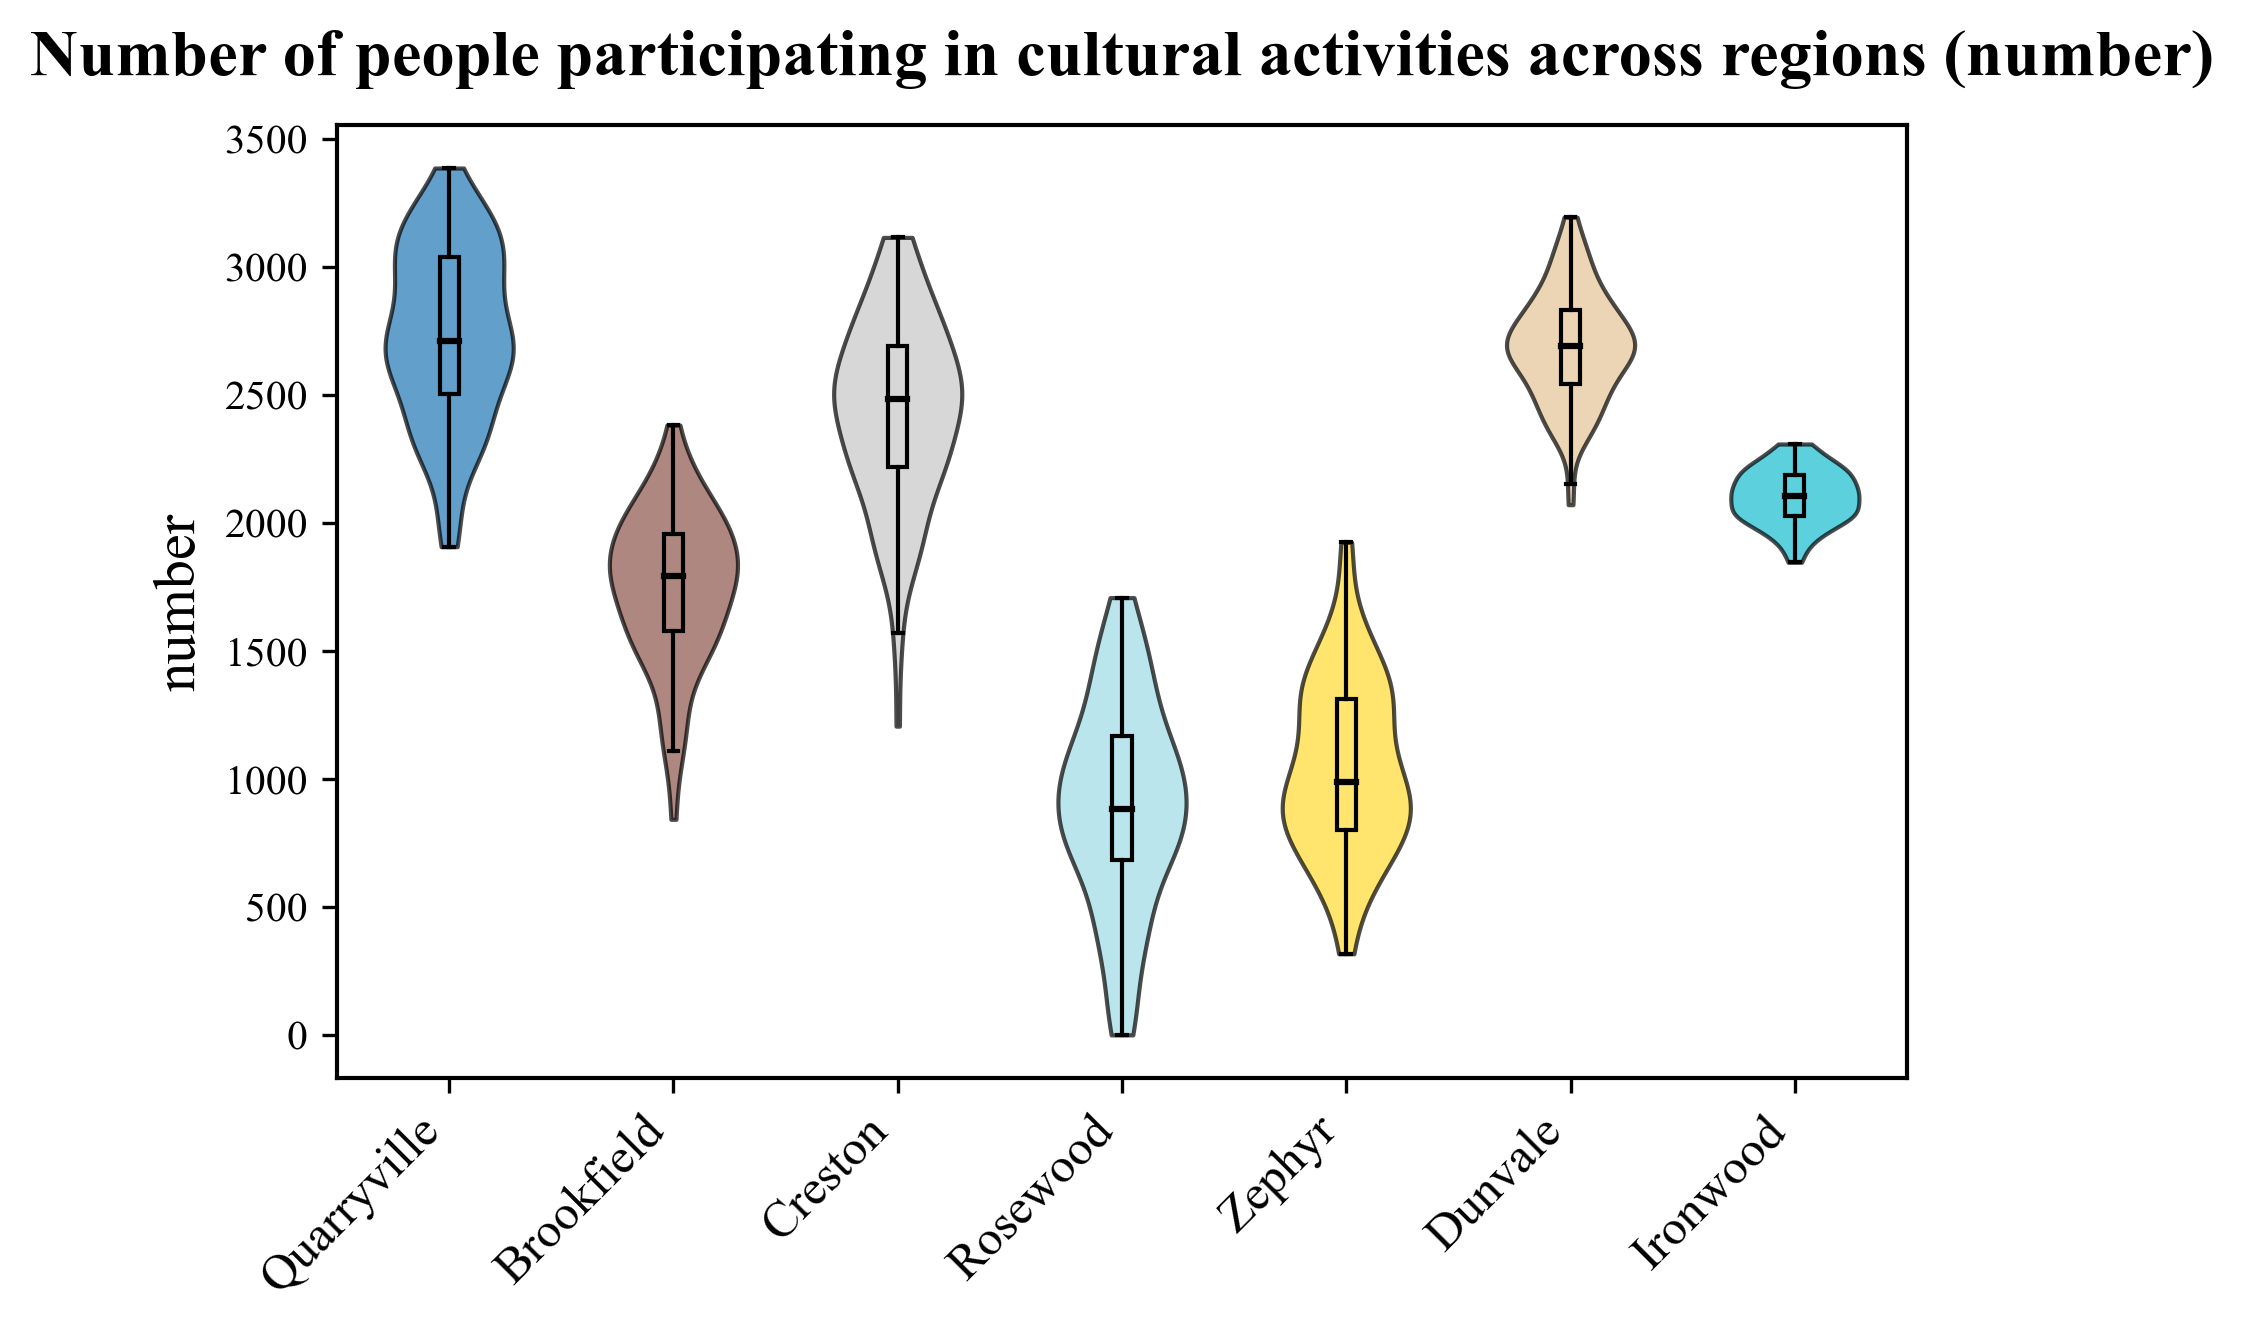 Number of people participating in cultural activities across regions (number)
number
3500
3000
2500
2000
1500
1000
500
0
Quarryville
Brookfield
Creston
Rosewood
Zephyr
Dunvale
Ironwood